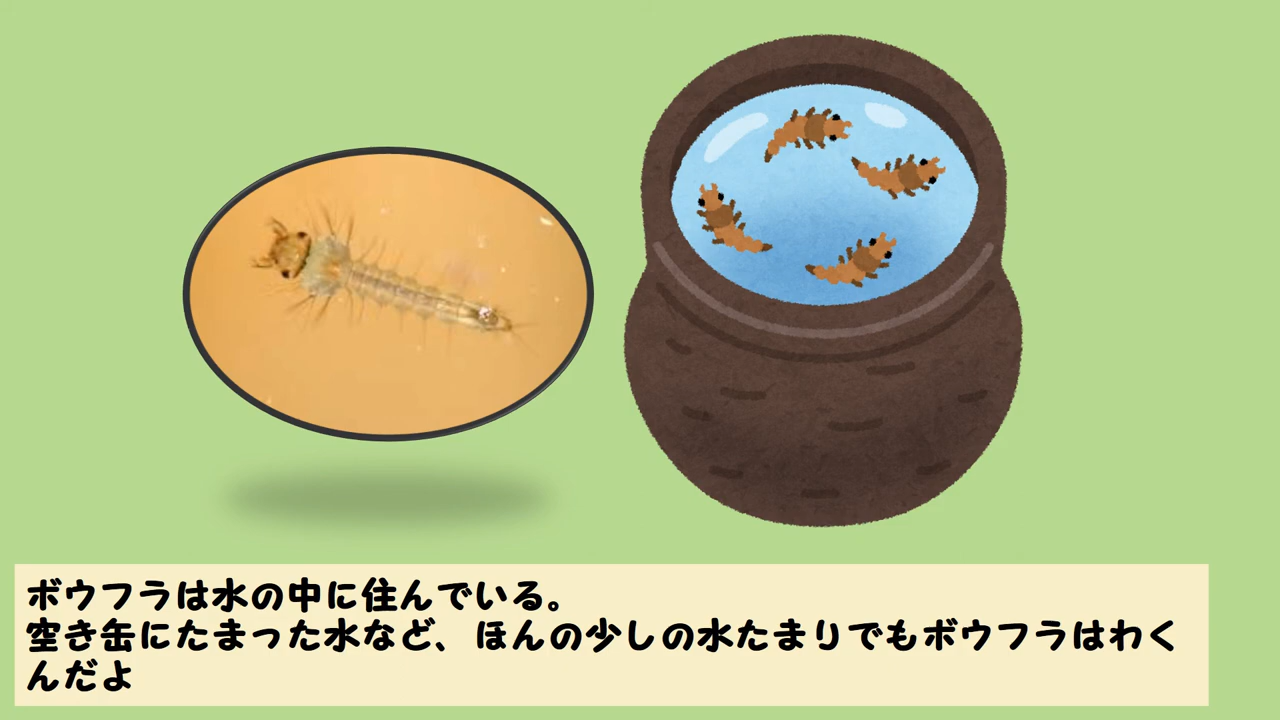 ボウフラは水の中に住んでいる。
空き缶にたまった水など、ほんの少しの水たまりでもボウフラはわく
んだよ